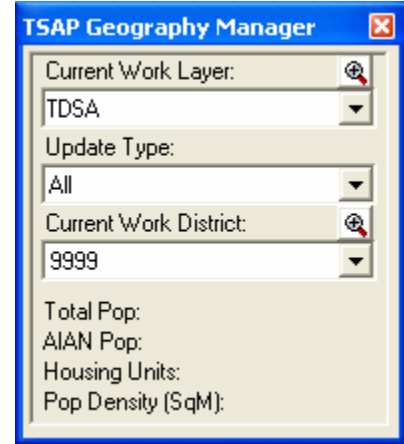 TSAP Geography Manager
Current Work Layer:
TDSA
Update Type:
All
Current Work District:
9999
Total Pop:
AIAN Pop:
Housing Units:
Pop Density (SqM):